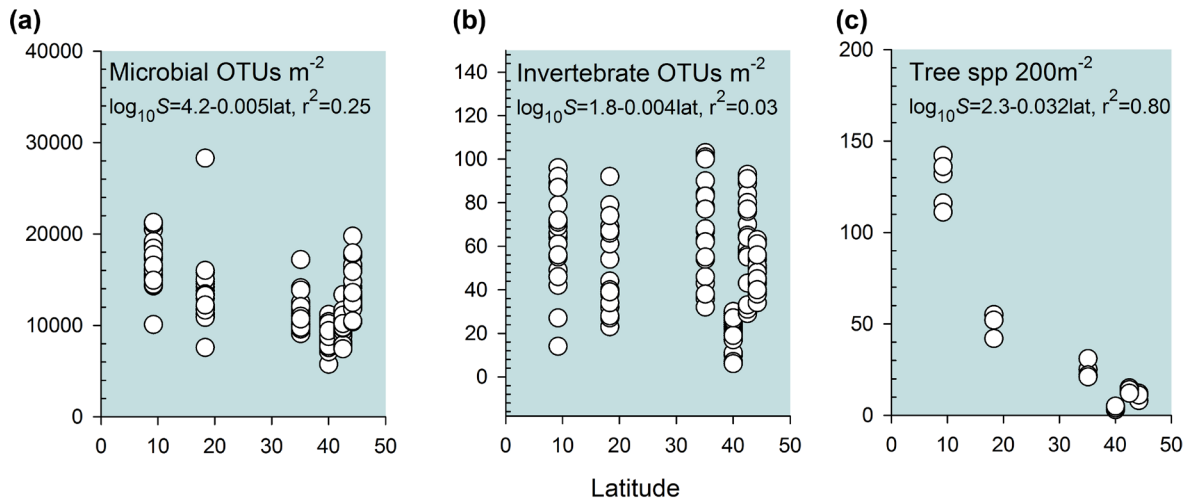 (a)
Microbial OTUs m⁻²
log₁₀S=4.2-0.005lat, r²=0.25
40000
30000
20000
10000
0
0 10 20 30 40 50
(b)
Invertebrate OTUs m⁻²
log₁₀S=1.8-0.004lat, r²=0.03
140
120
100
80
60
40
20
0
0 10 20 30 40 50
(c)
Tree spp 200m⁻²
log₁₀S=2.3-0.032lat, r²=0.80
200
150
100
50
0
0 10 20 30 40 50
Latitude